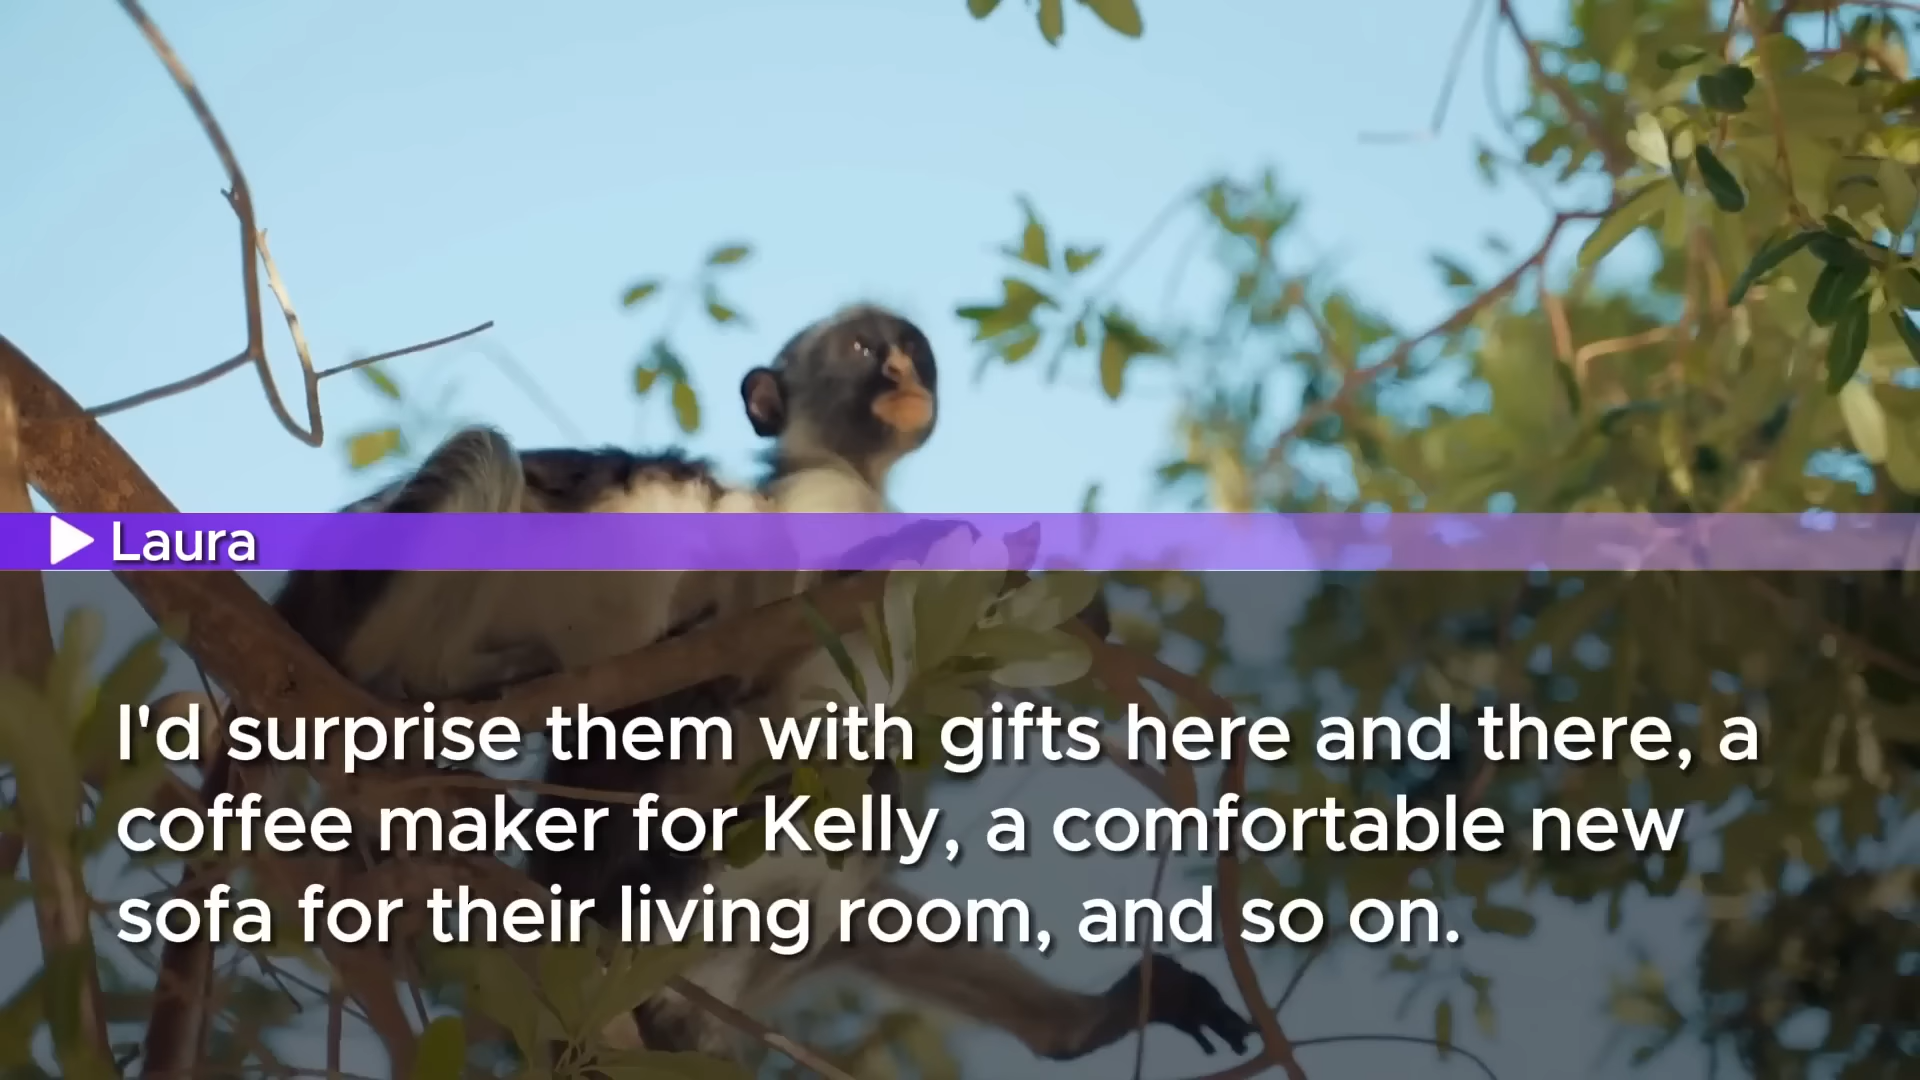 Laura
I'd surprise them with gifts here and there, a
coffee maker for Kelly, a comfortable new
sofa for their living room, and so on.